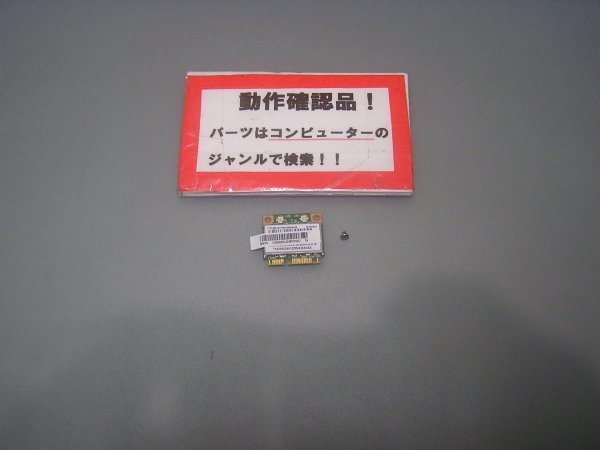 動作確認品！
パーツはコンピューターの
ジャンルで検索！！